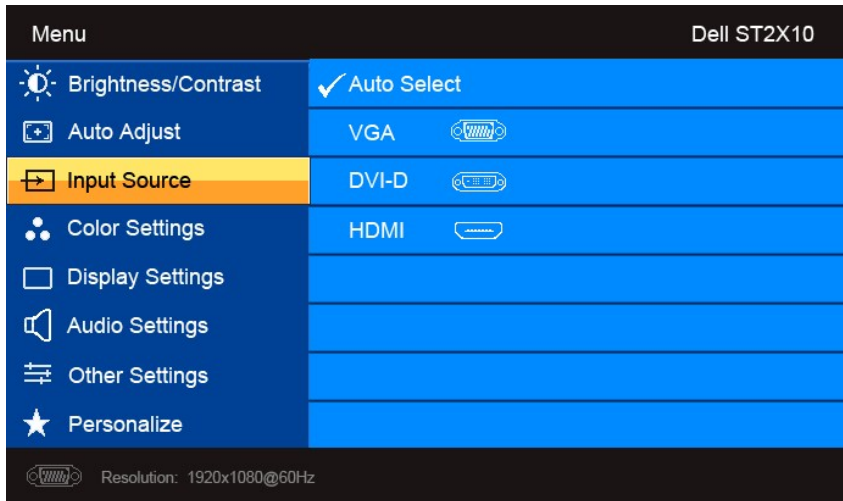 Menu
Dell ST2X10
Brightness/Contrast
Auto Select
Auto Adjust
VGA
Input Source
DVI-D
Color Settings
HDMI
Display Settings
Audio Settings
Other Settings
Personalize
Resolution: 1920x1080@60Hz